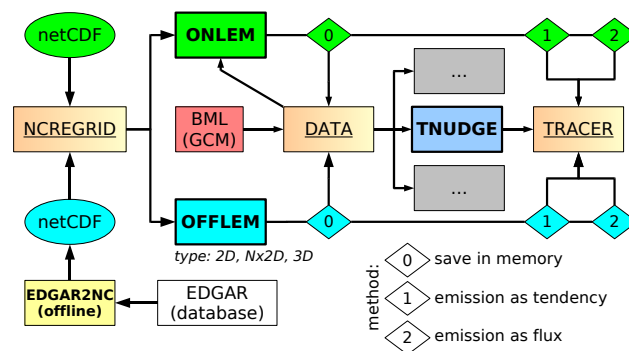 netCDF
ONLEM
0
1
2
...
NCREGRID
BML
(GCM)
DATA
TNUDGE
TRACER
...
netCDF
OFFLEM
0
1
2
type: 2D, Nx2D, 3D
EDGAR2NC
(offline)
EDGAR
(database)
method:
0
save in memory
1
emission as tendency
2
emission as flux